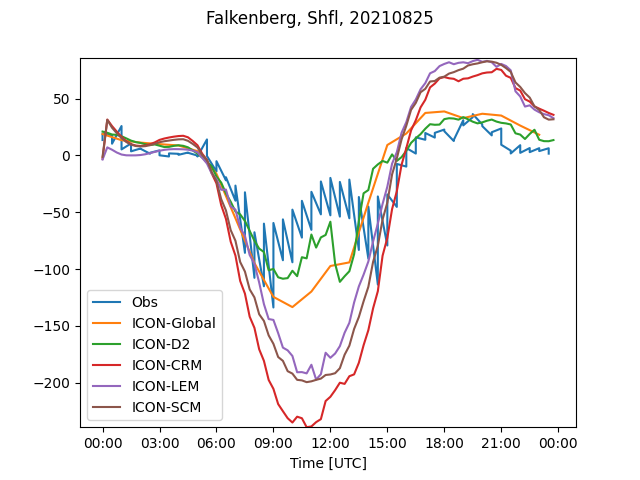 Falkenberg, Shfl, 20210825
50
0
−50
−100
−150
−200
Obs
ICON-Global
ICON-D2
ICON-CRM
ICON-LEM
ICON-SCM
00:00 03:00 06:00 09:00 12:00 15:00 18:00 21:00 00:00
Time [UTC]